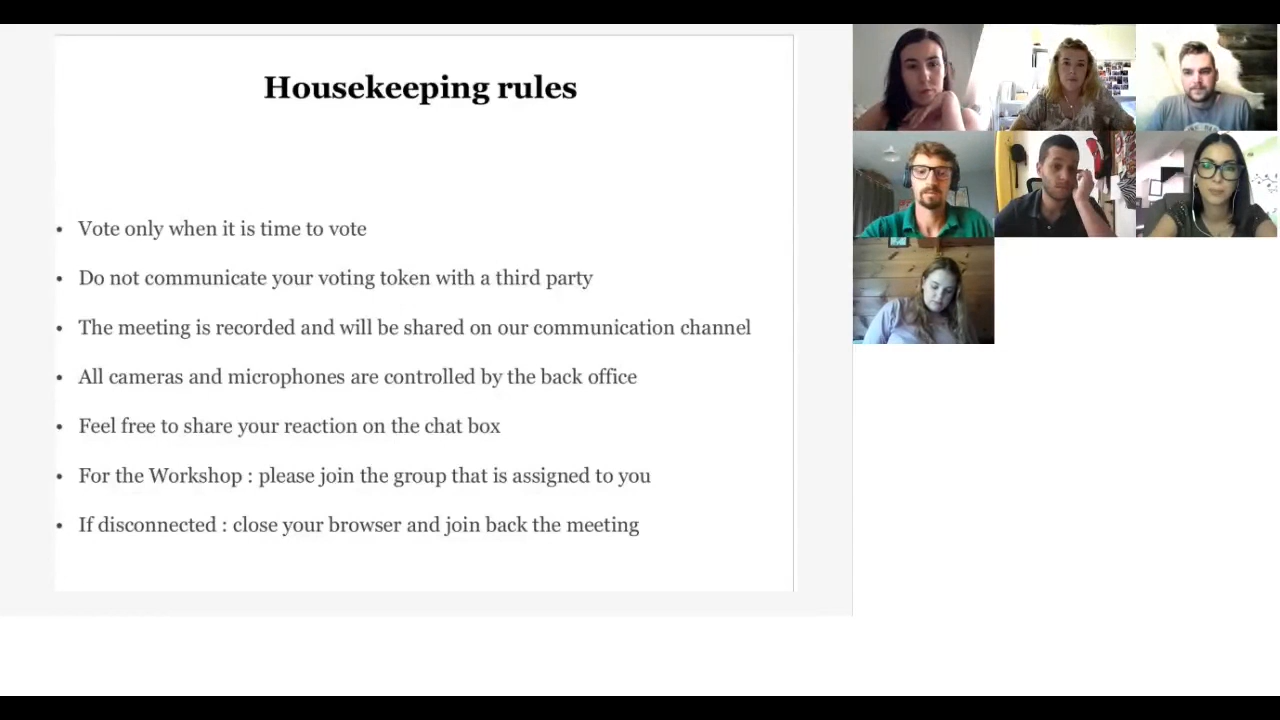 Housekeeping rules
• Vote only when it is time to vote
• Do not communicate your voting token with a third party
• The meeting is recorded and will be shared on our communication channel
• All cameras and microphones are controlled by the back office
• Feel free to share your reaction on the chat box
• For the Workshop : please join the group that is assigned to you
• If disconnected : close your browser and join back the meeting